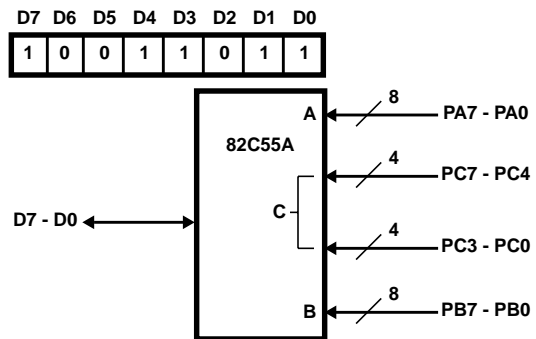 D7 D6 D5 D4 D3 D2 D1 D0
1 0 0 1 1 0 1 1
A 8 PA7 - PA0
82C55A
4 PC7 - PC4
C
D7 - D0
4 PC3 - PC0
B 8 PB7 - PB0